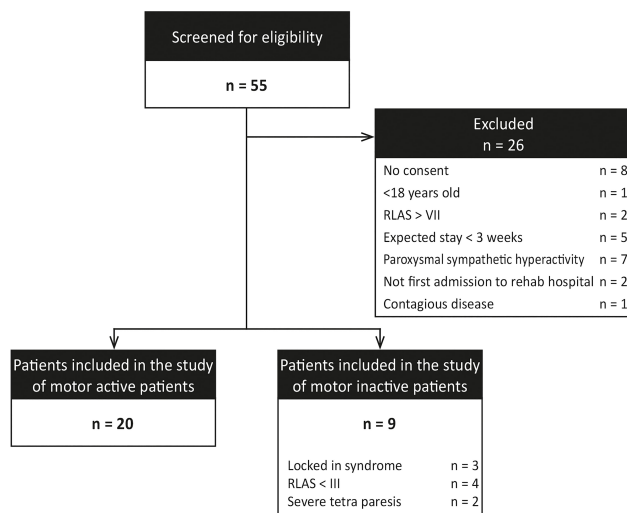 Screened for eligibility
n = 55
Excluded
n = 26
No consent n = 8
<18 years old n = 1
RLAS > VII n = 2
Expected stay < 3 weeks n = 5
Paroxysmal sympathetic hyperactivity n = 7
Not first admission to rehab hospital n = 2
Contagious disease n = 1
Patients included in the study
of motor active patients
n = 20
Patients included in the study
of motor inactive patients
n = 9
Locked in syndrome n = 3
RLAS < III n = 4
Severe tetra paresis n = 2